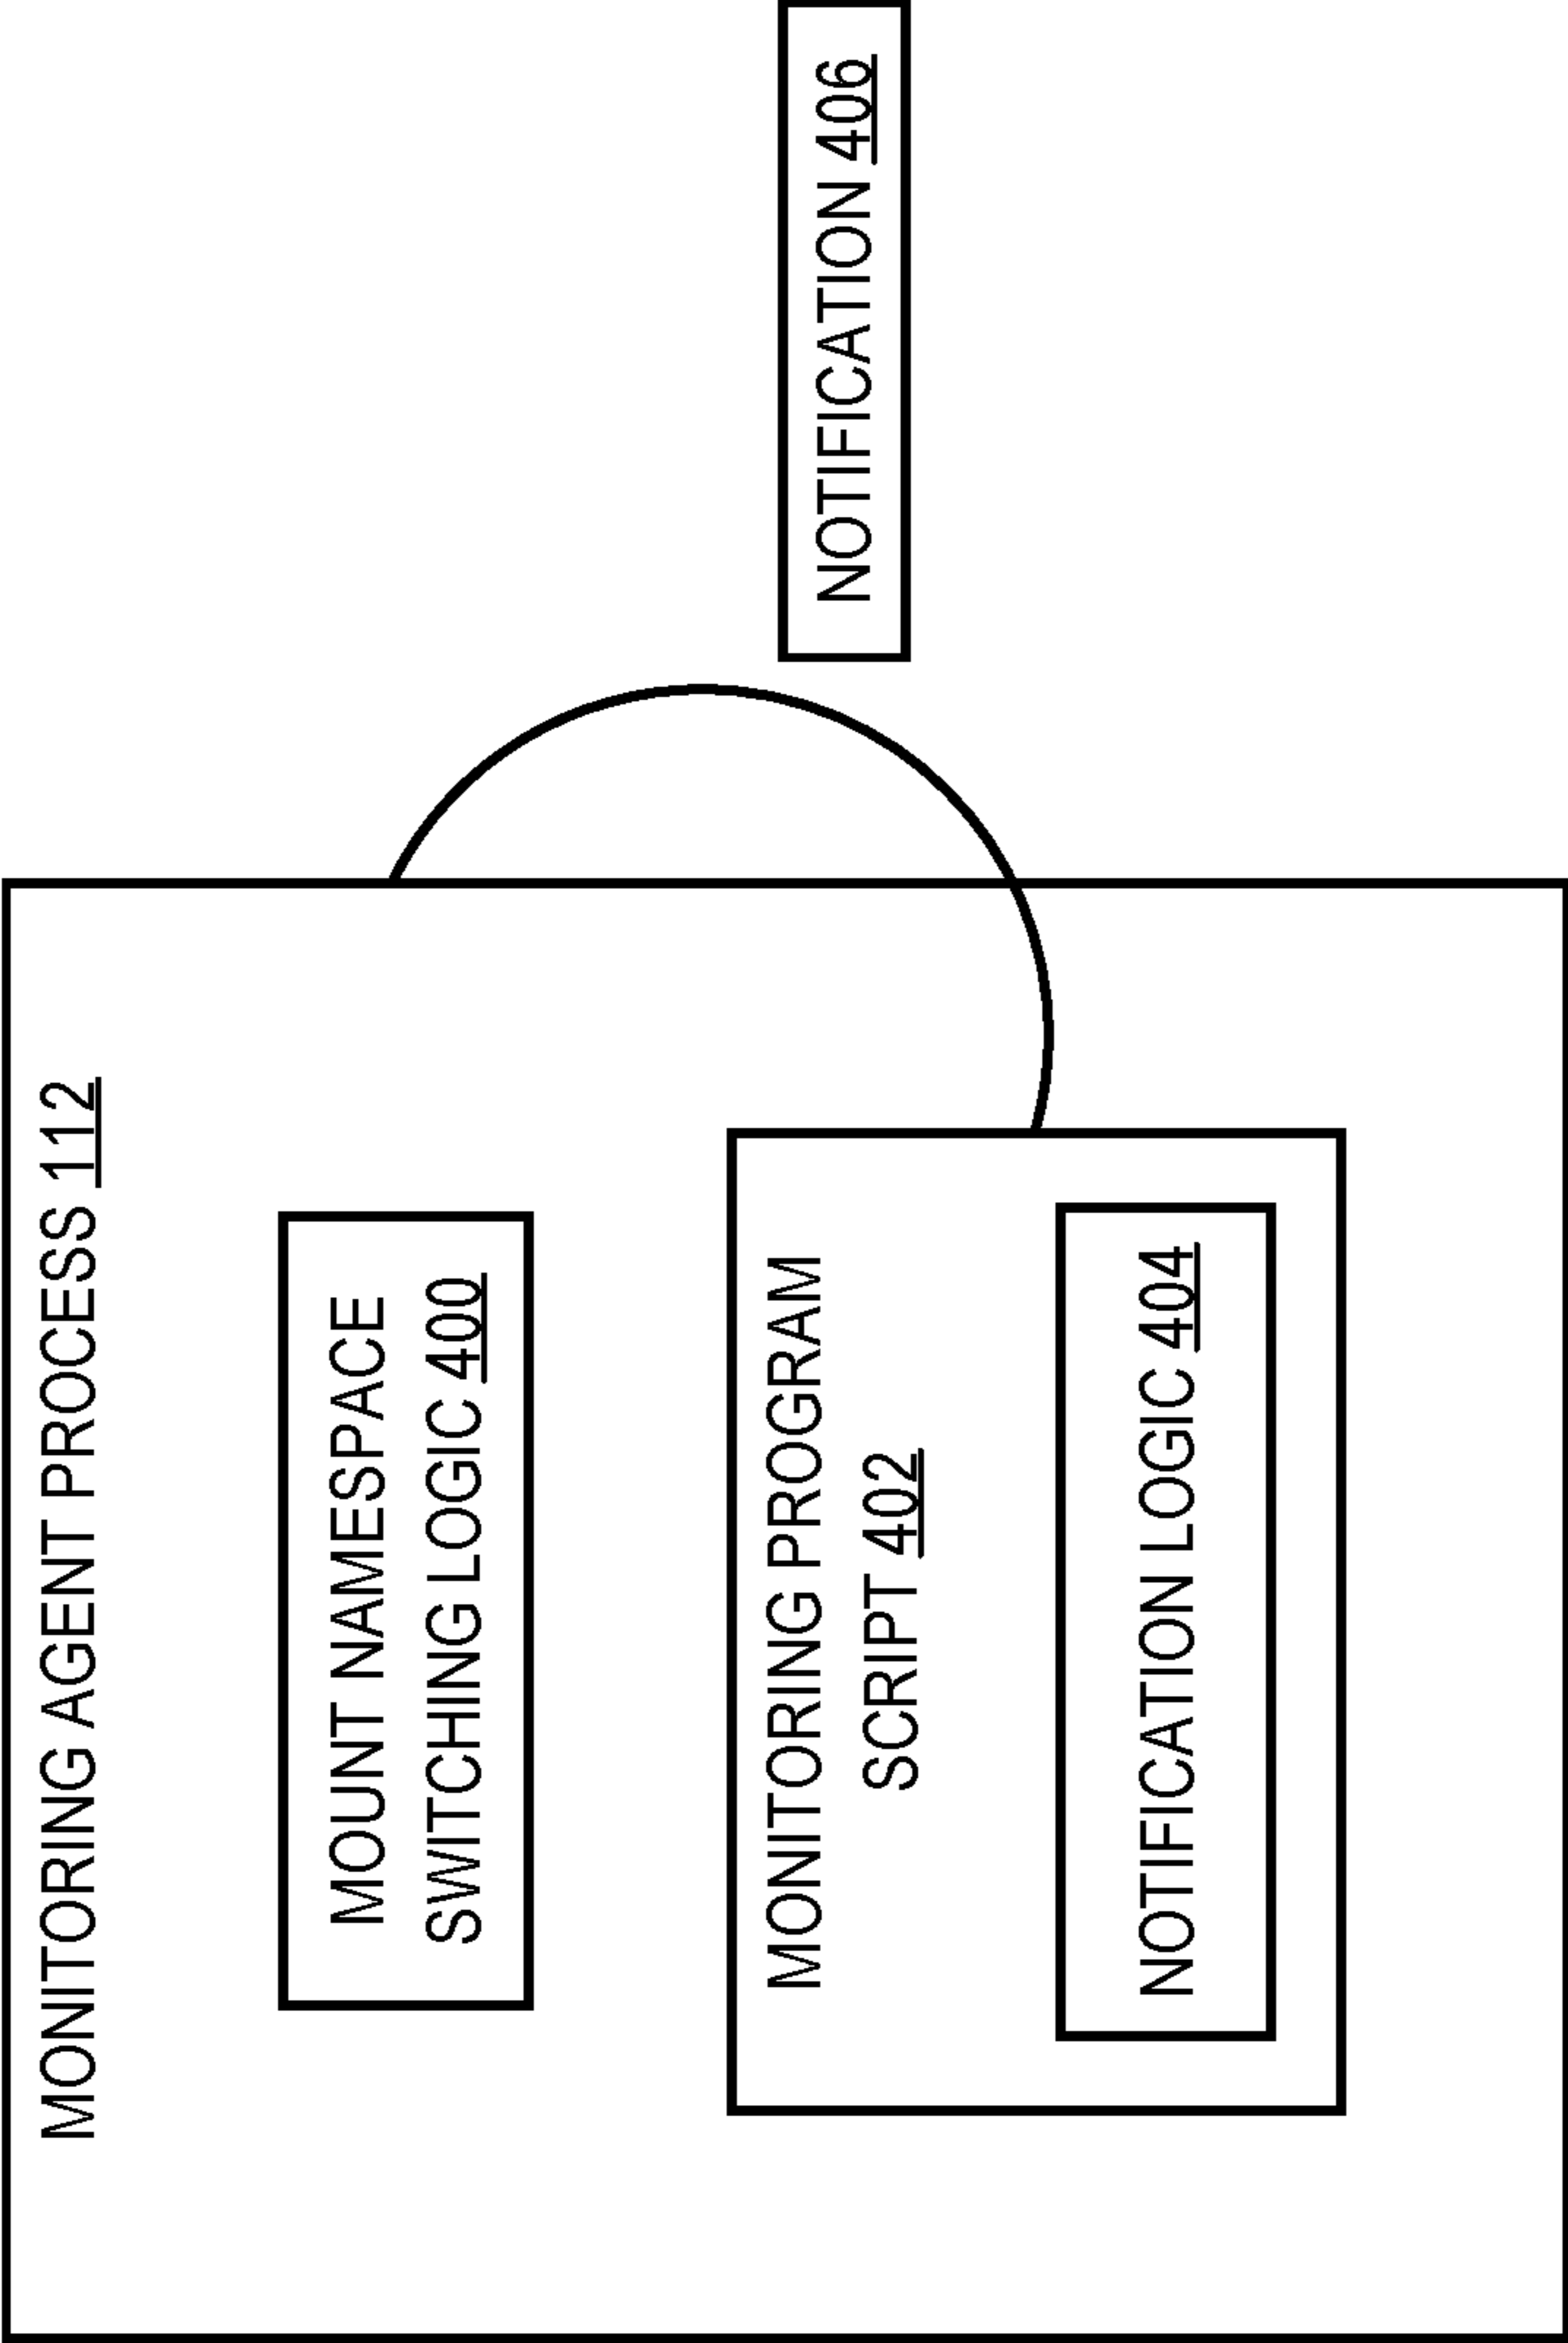 MONITORING AGENT PROCESS 112
MOUNT NAMESPACE
SWITCHING LOGIC 400
MONITORING PROGRAM
SCRIPT 402
NOTIFICATION LOGIC 404
NOTIFICATION 406